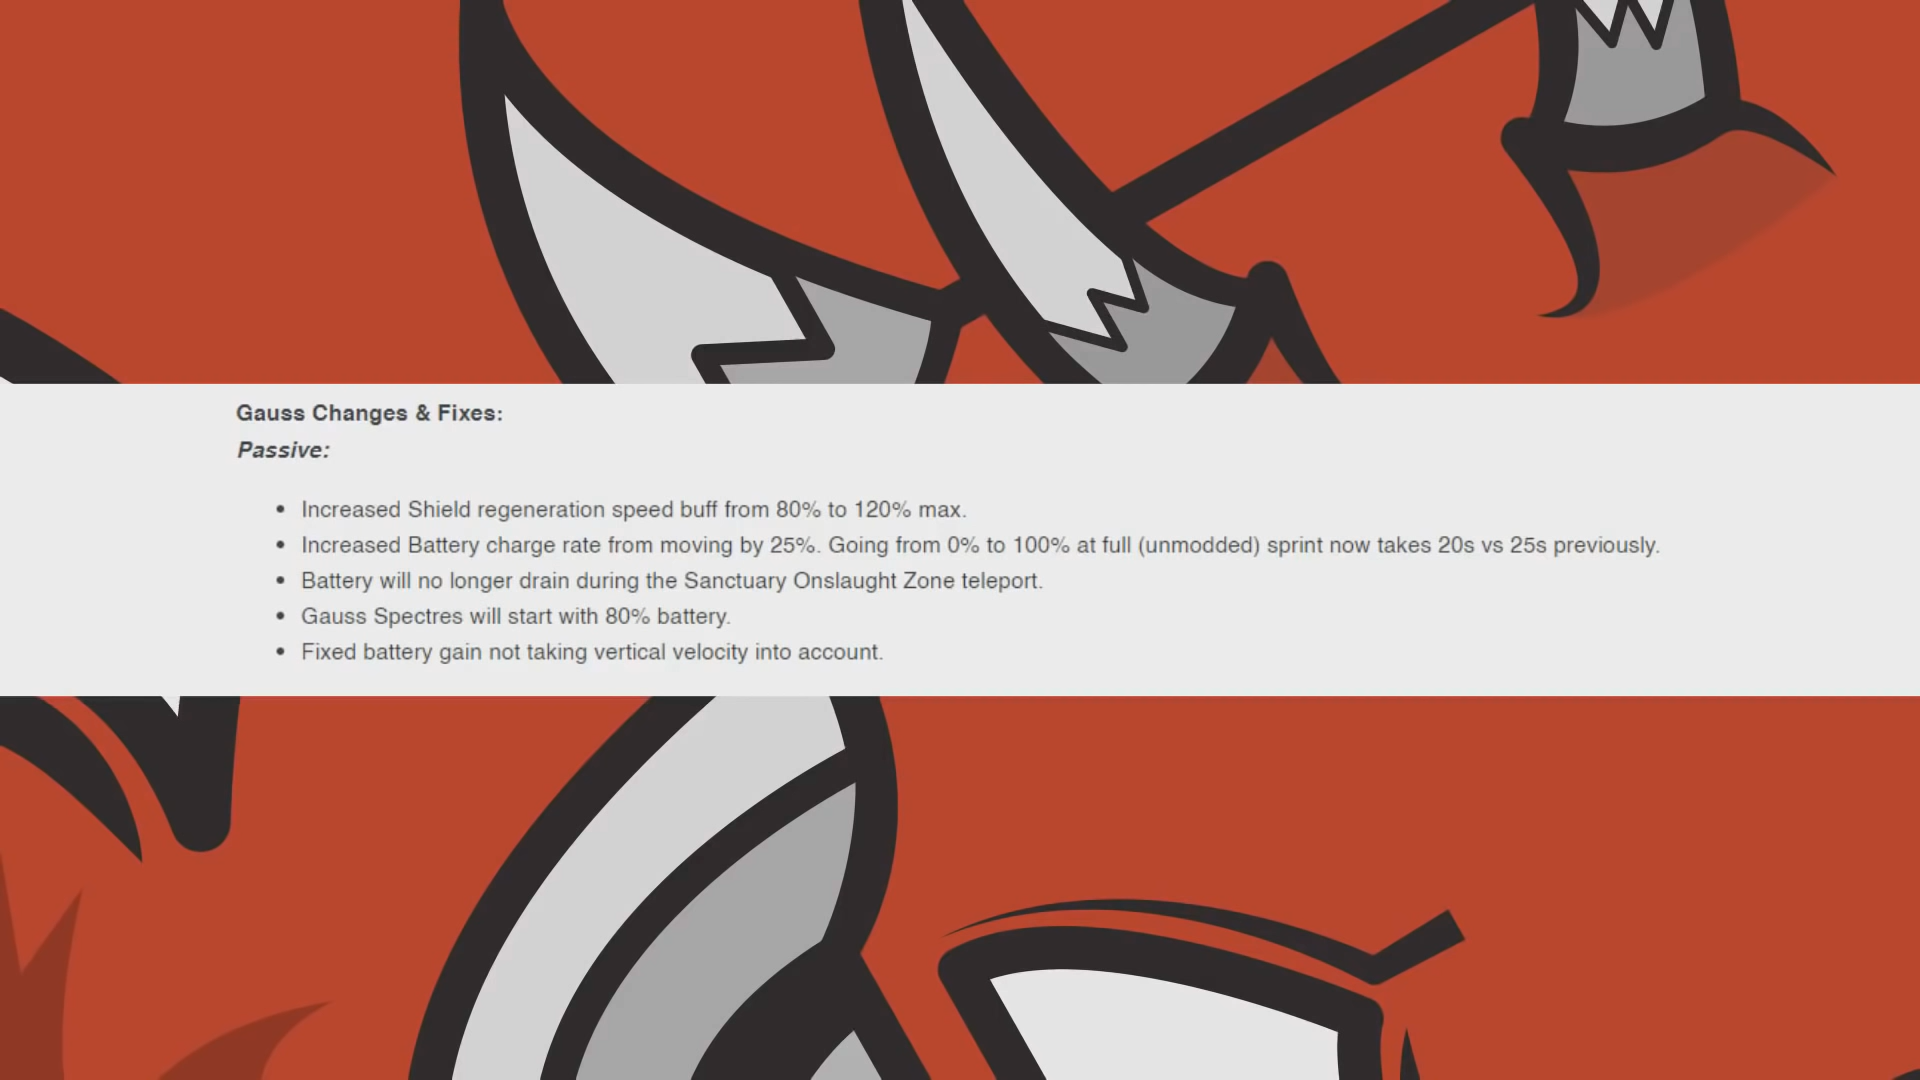 Gauss Changes & Fixes:
Passive:
• Increased Shield regeneration speed buff from 80% to 120% max.
• Increased Battery charge rate from moving by 25%. Going from 0% to 100% at full (unmodded) sprint now takes 20s vs 25s previously.
• Battery will no longer drain during the Sanctuary Onslaught Zone teleport.
• Gauss Spectres will start with 80% battery.
• Fixed battery gain not taking vertical velocity into account.